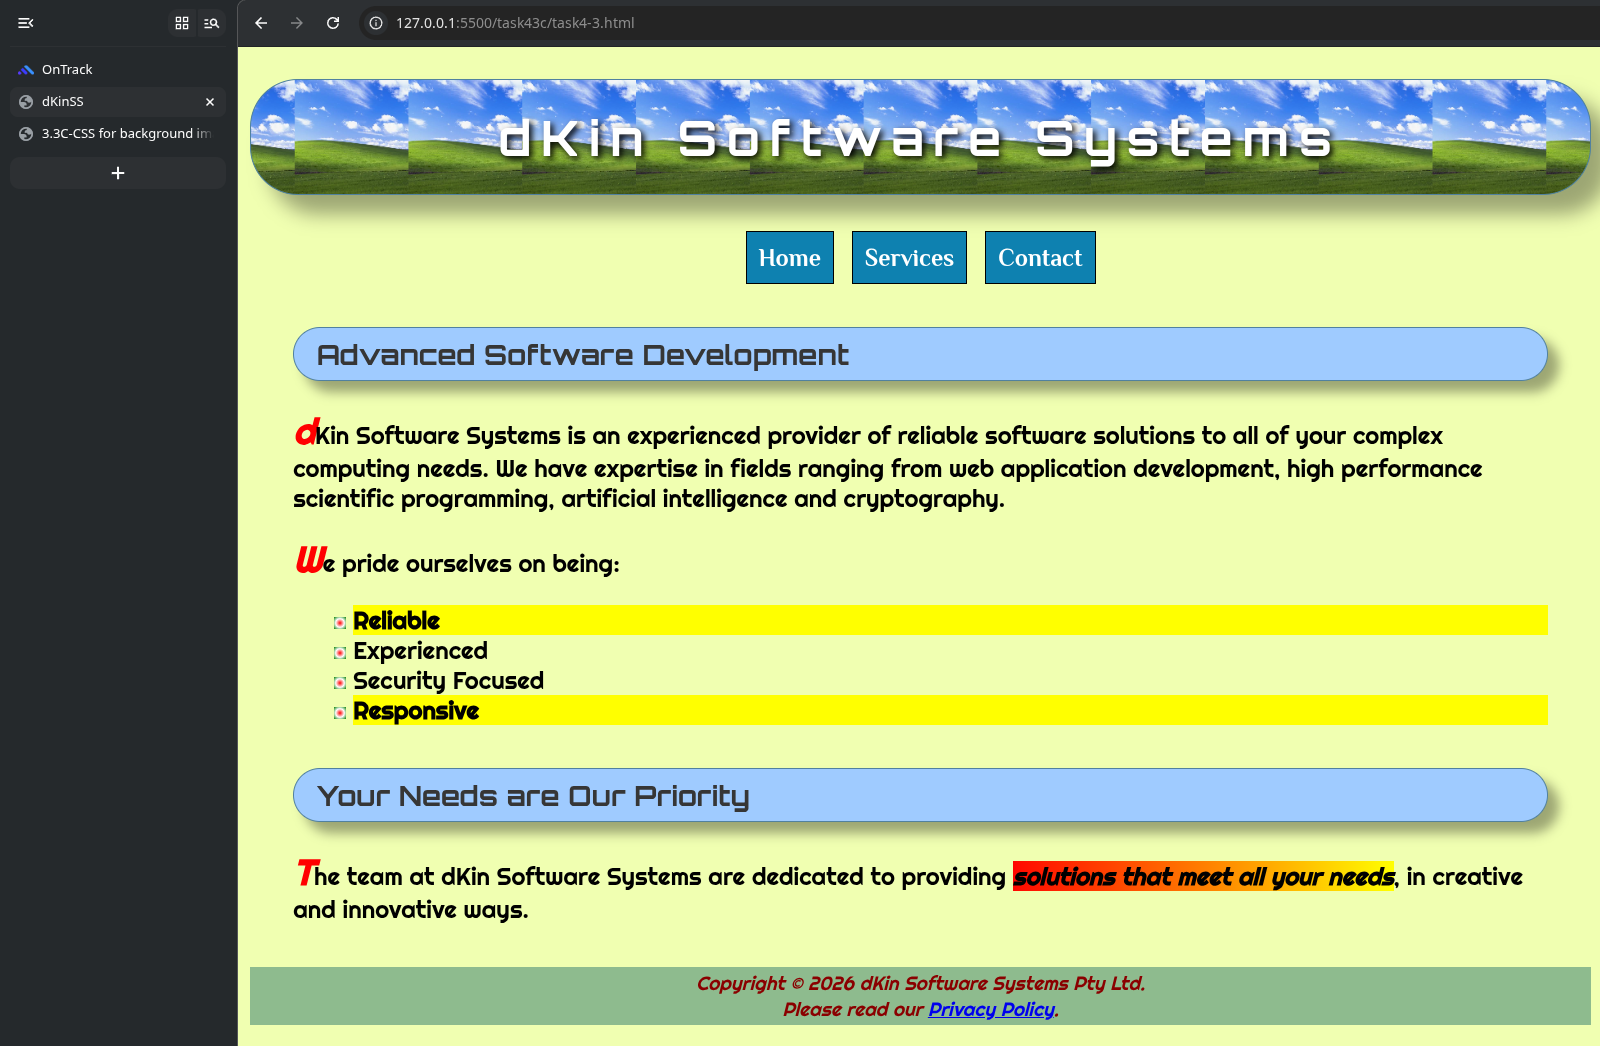 OnTrack
dKinSS
3.3C-CSS for background im
127.0.0.1:5500/task43c/task4-3.html
dKin Software Systems
Home Services Contact
Advanced Software Development
dKin Software Systems is an experienced provider of reliable software solutions to all of your complex
computing needs. We have expertise in fields ranging from web application development, high performance
scientific programming, artificial intelligence and cryptography.
We pride ourselves on being:
Reliable
Experienced
Security Focused
Responsive
Your Needs are Our Priority
The team at dKin Software Systems are dedicated to providing solutions that meet all your needs, in creative
and innovative ways.
Copyright © 2026 dKin Software Systems Pty Ltd.
Please read our Privacy Policy.